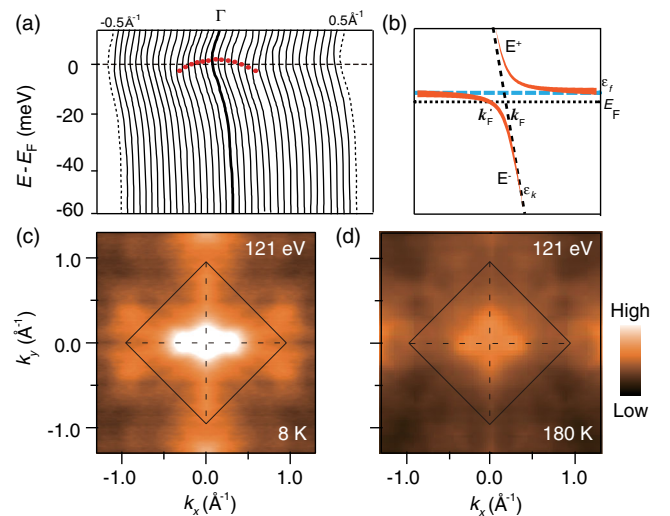 (a)
-0.5Å⁻¹
Γ
0.5Å⁻¹
0
-20
-40
-60
E-E_F (meV)
(b)
E⁺
ε_f
E_F
k_F k_F
E⁻
ε_k
(c)
121 eV
1.0
0.0
-1.0
k_y (Å⁻¹)
8 K
-1.0 0.0 1.0
k_x (Å⁻¹)
(d)
121 eV
180 K
-1.0 0.0 1.0
k_x (Å⁻¹)
High
Low